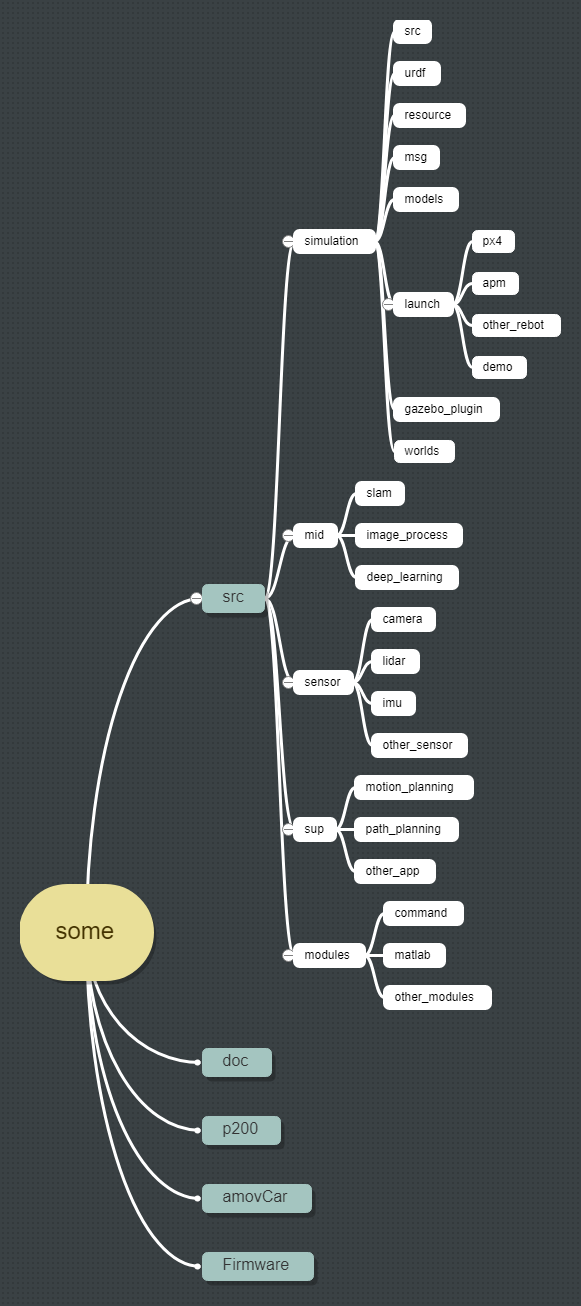 src
urdf
resource
msg
models
simulation
px4
apm
launch
other_rebot
demo
gazebo_plugin
worlds
slam
mid
image_process
deep_learning
src
camera
lidar
sensor
imu
other_sensor
motion_planning
sup
path_planning
other_app
command
some
modules
matlab
other_modules
doc
p200
amovCar
Firmware